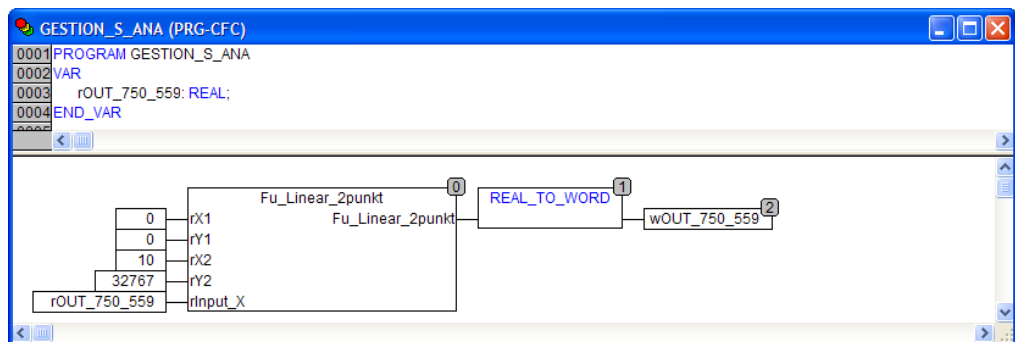 GESTION_S_ANA (PRG-CFC)
0001 PROGRAM GESTION_S_ANA
0002 VAR
0003 rOUT_750_559: REAL;
0004 END_VAR
0
1
Fu_Linear_2punkt
REAL_TO_WORD
2
0 rX1 Fu_Linear_2punkt
wOUT_750_559
0 rY1
10 rX2
32767 rY2
rOUT_750_559 rInput_X